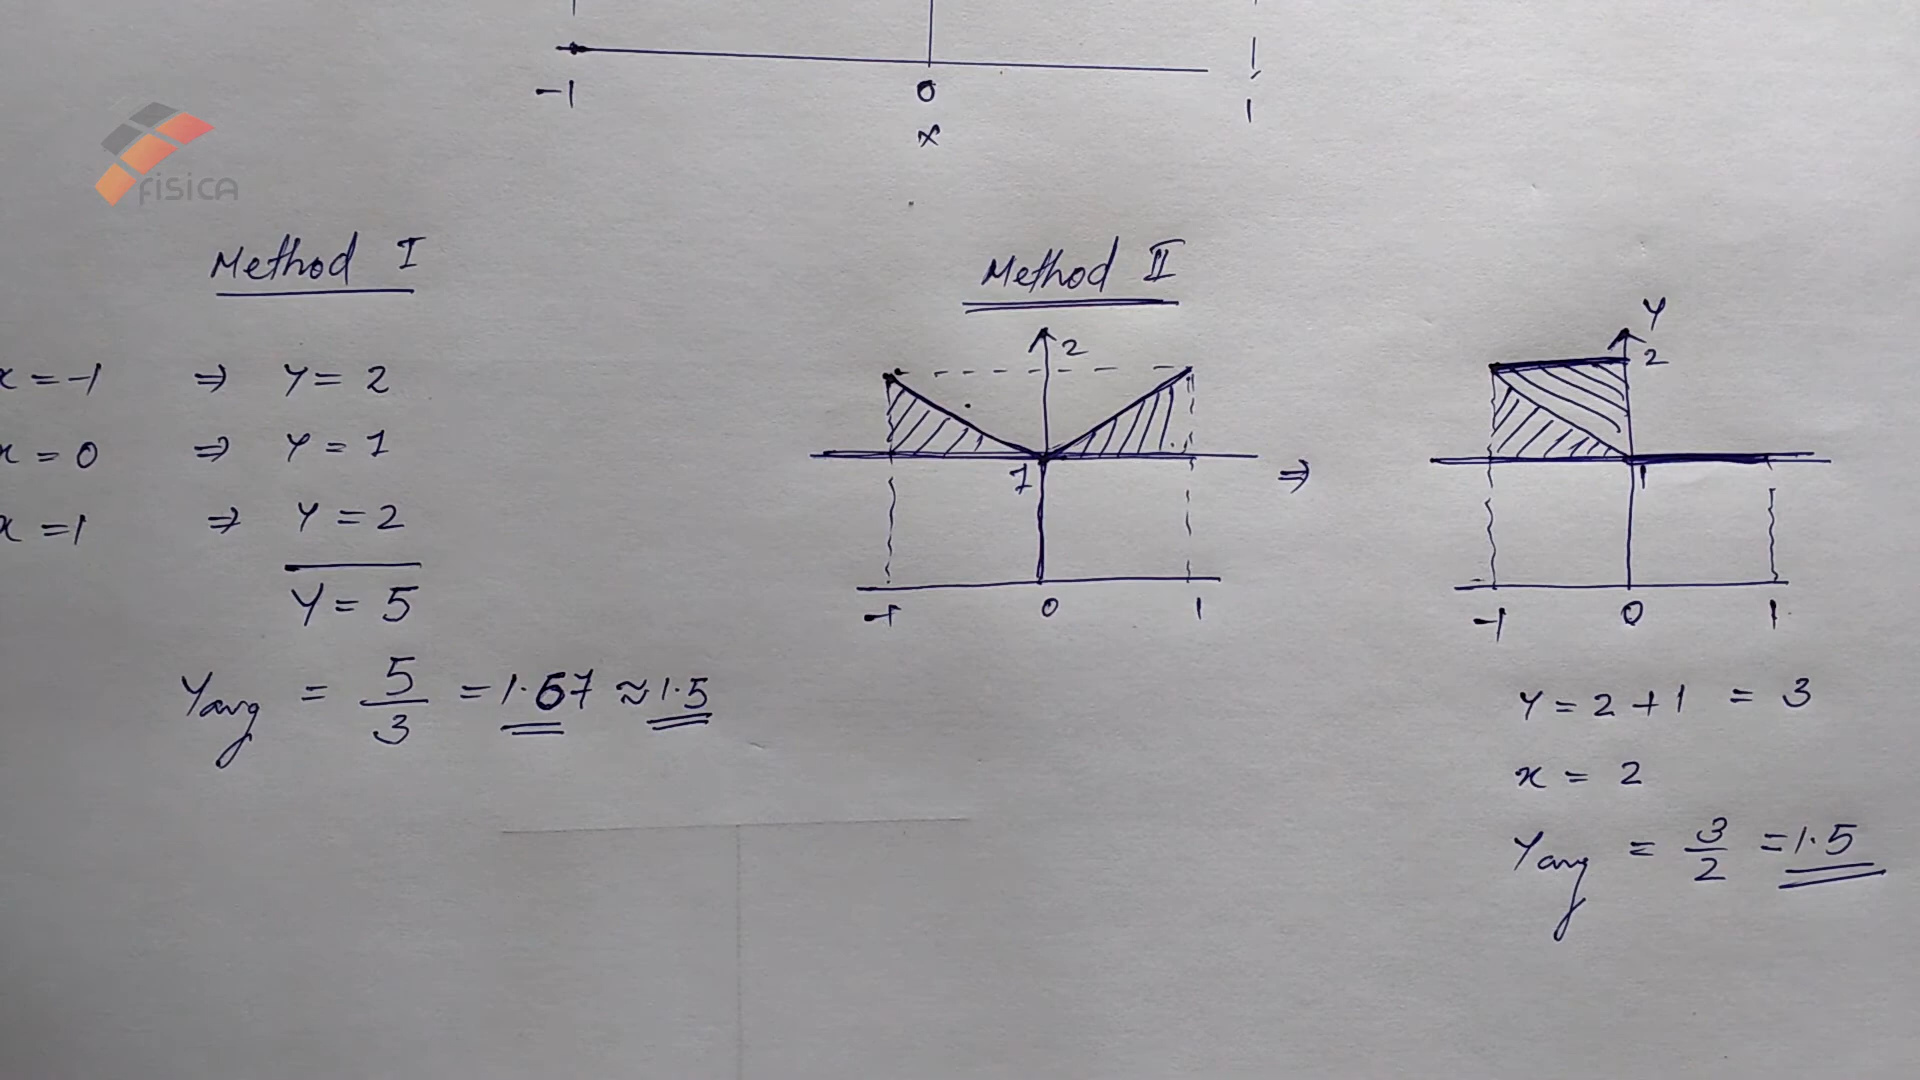 -1 0 1
x
fisica
Method I
x = -1 ⇒ Y = 2
x = 0 ⇒ Y = 1
x = 1 ⇒ Y = 2
Y = 5
Yavg = 5/3 = 1.67 ≈ 1.5
Method II
2
1
-1 0 1
⇒
Y
2
1
-1 0 1
Y = 2 + 1 = 3
x = 2
Yavg = 3/2 = 1.5